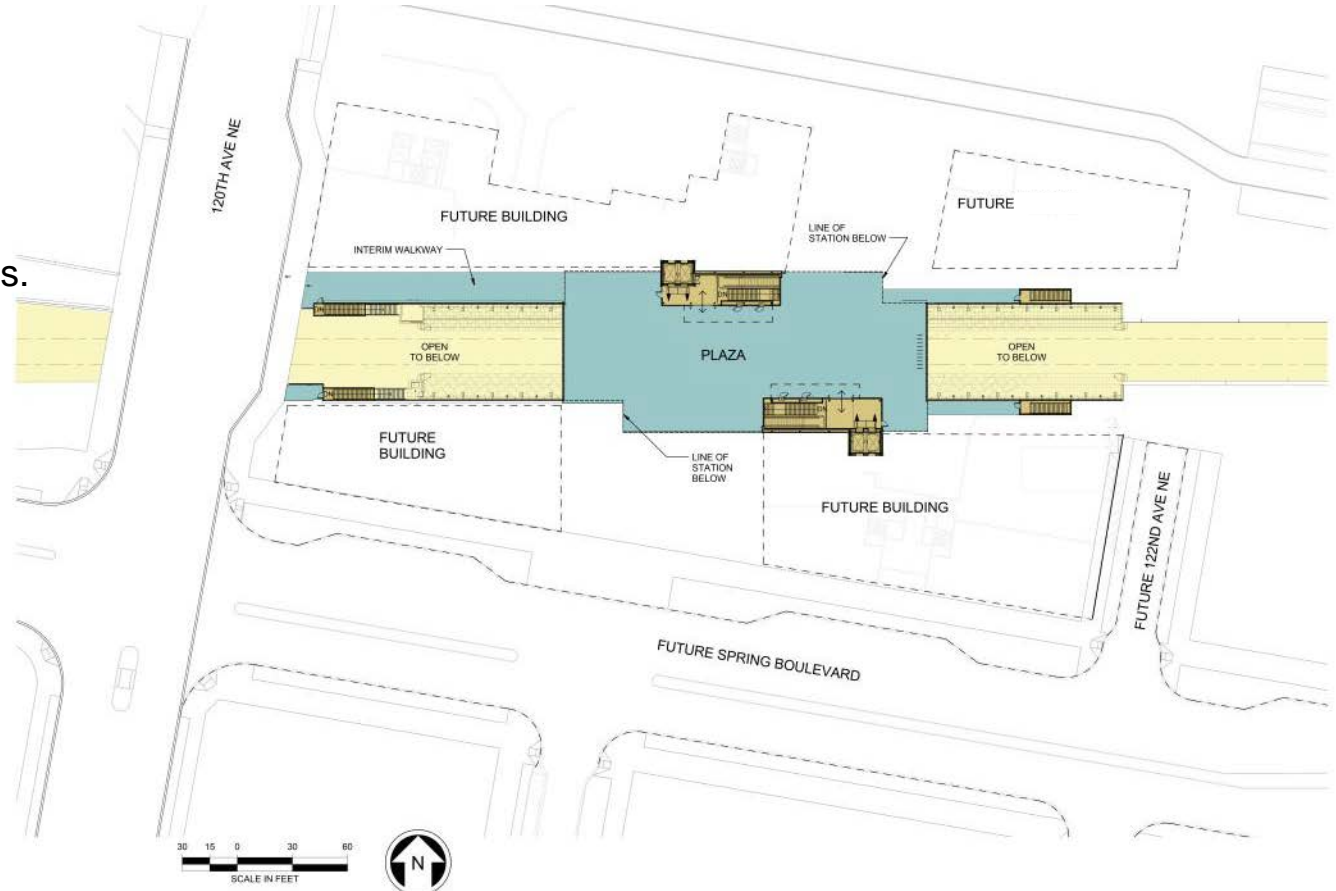 120TH AVE NE
FUTURE BUILDING
FUTURE
INTERIM WALKWAY
LINE OF
STATION BELOW
s.
OPEN
TO BELOW
PLAZA
OPEN
TO BELOW
FUTURE
BUILDING
LINE OF
STATION
BELOW
FUTURE BUILDING
FUTURE 122ND AVE NE
FUTURE SPRING BOULEVARD
30 15 0 30 60
SCALE IN FEET
N